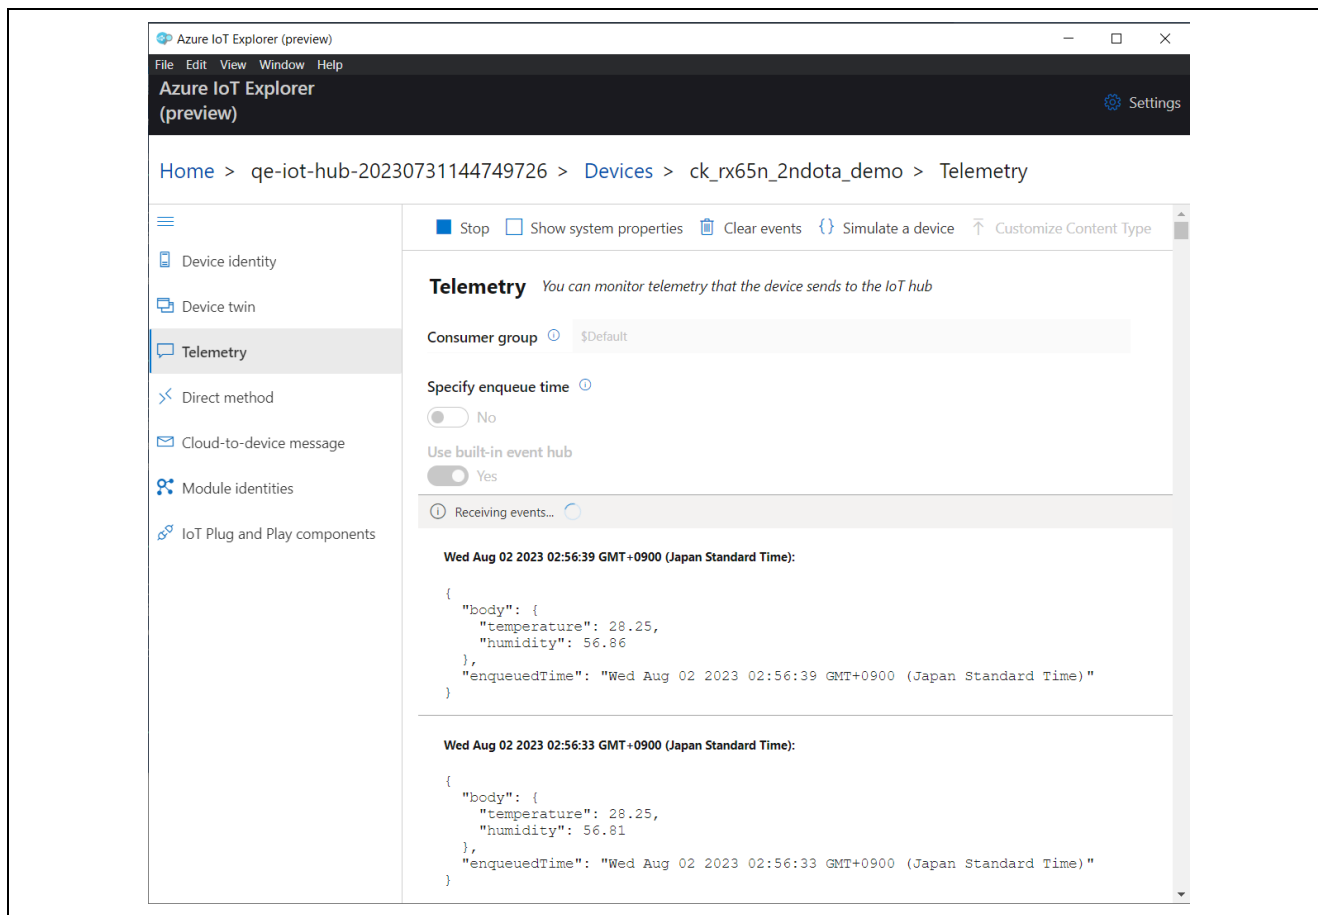 Azure IoT Explorer (preview)
File Edit View Window Help
Azure IoT Explorer
(preview)
Settings
Home > qe-iot-hub-20230731144749726 > Devices > ck_rx65n_2ndota_demo > Telemetry
Stop Show system properties Clear events Simulate a device Customize Content Type
Device identity
Device twin
Telemetry
Direct method
Cloud-to-device message
Module identities
IoT Plug and Play components
Telemetry You can monitor telemetry that the device sends to the IoT hub
Consumer group $Default
Specify enqueue time
No
Use built-in event hub
Yes
Receiving events...
Wed Aug 02 2023 02:56:39 GMT+0900 (Japan Standard Time):
{
"body": {
"temperature": 28.25,
"humidity": 56.86
},
"enqueuedTime": "Wed Aug 02 2023 02:56:39 GMT+0900 (Japan Standard Time)"
}
Wed Aug 02 2023 02:56:33 GMT+0900 (Japan Standard Time):
{
"body": {
"temperature": 28.25,
"humidity": 56.81
},
"enqueuedTime": "Wed Aug 02 2023 02:56:33 GMT+0900 (Japan Standard Time)"
}